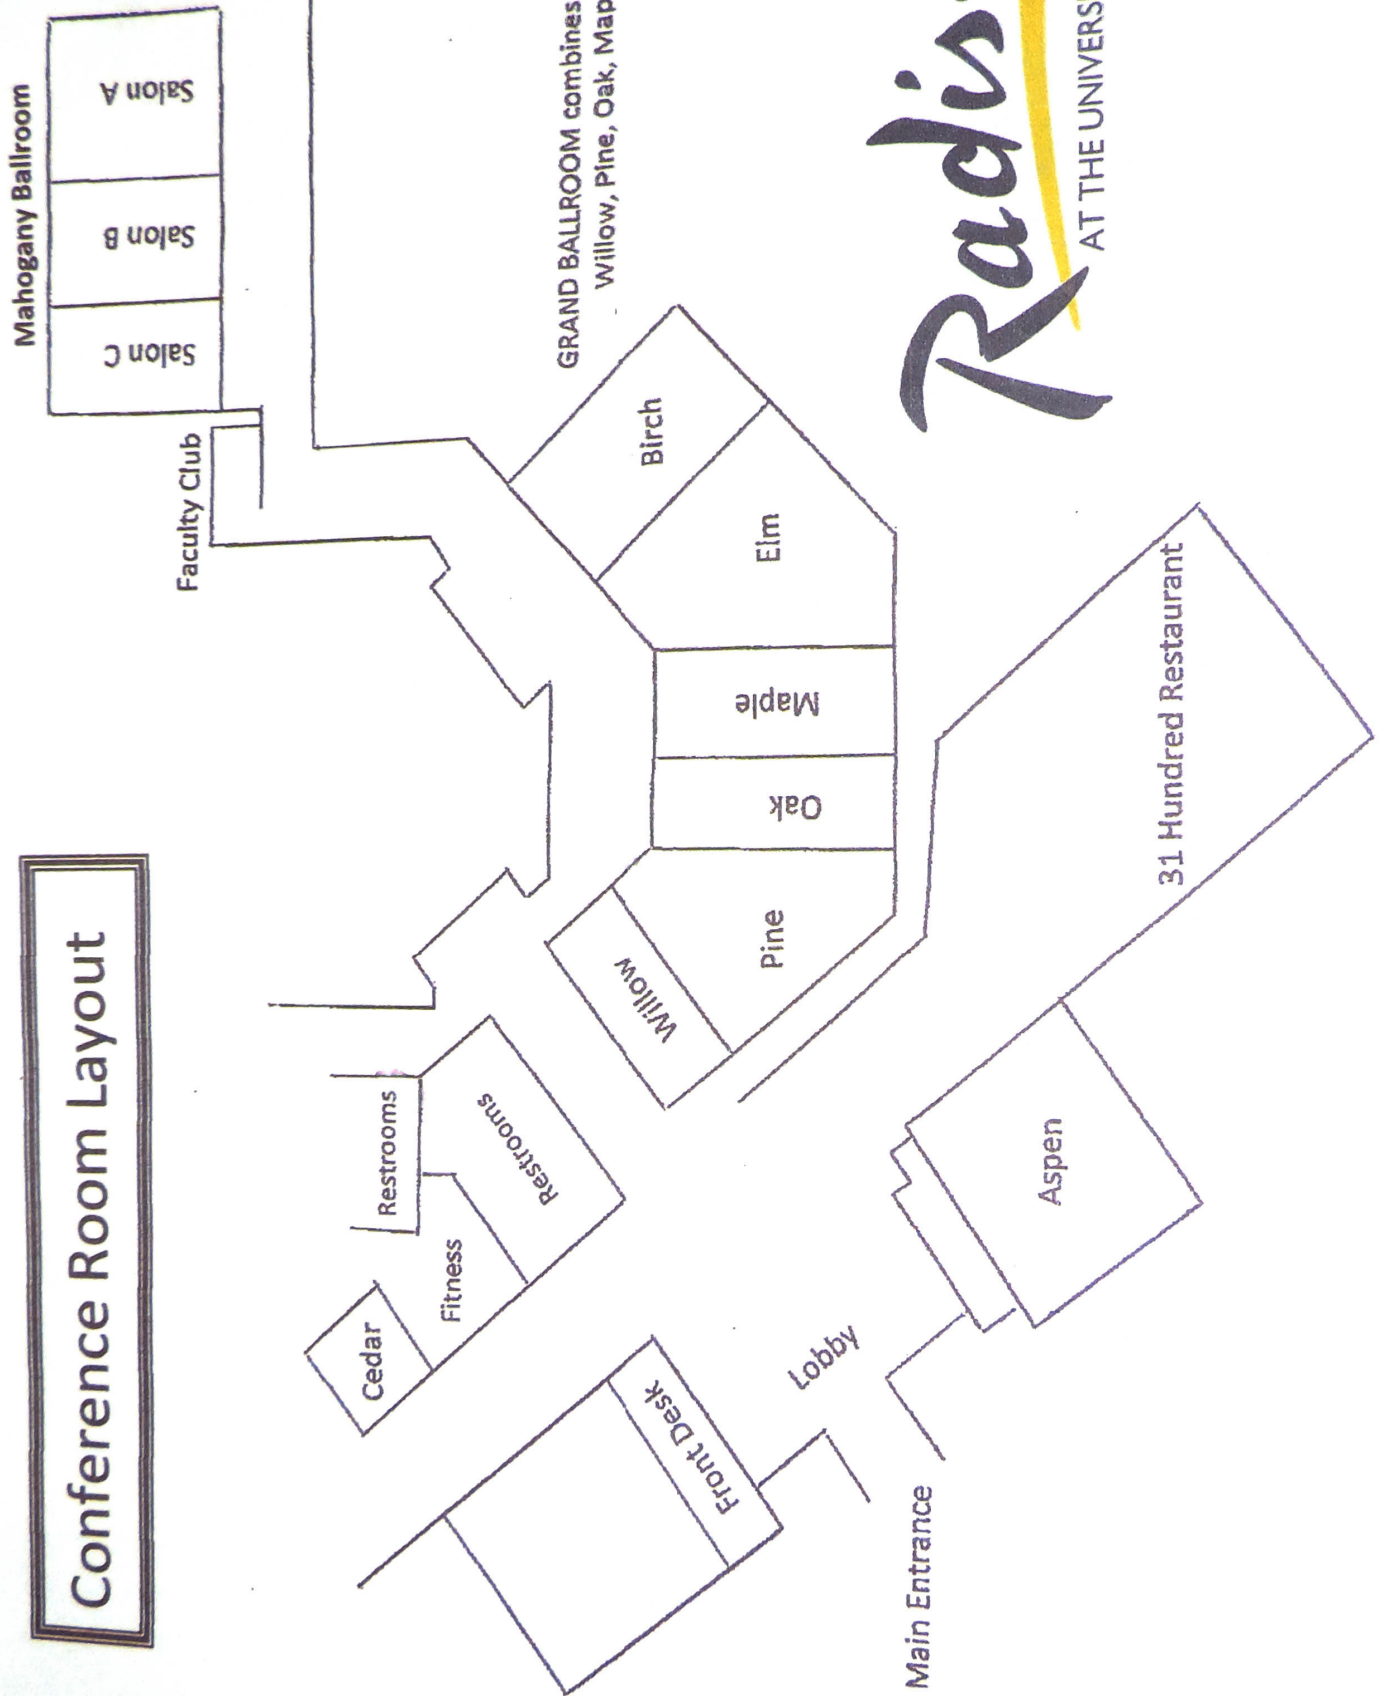 Conference Room Layout
Mahogany Ballroom
Salon C
Salon B
Salon A
Faculty Club
Restrooms
Cedar
Fitness
Restrooms
Willow
Pine
Oak
Maple
Elm
Birch
GRAND BALLROOM combines
Willow, Pine, Oak, Map
Front Desk
Lobby
Main Entrance
Aspen
31 Hundred Restaurant
Radis
AT THE UNIVERS